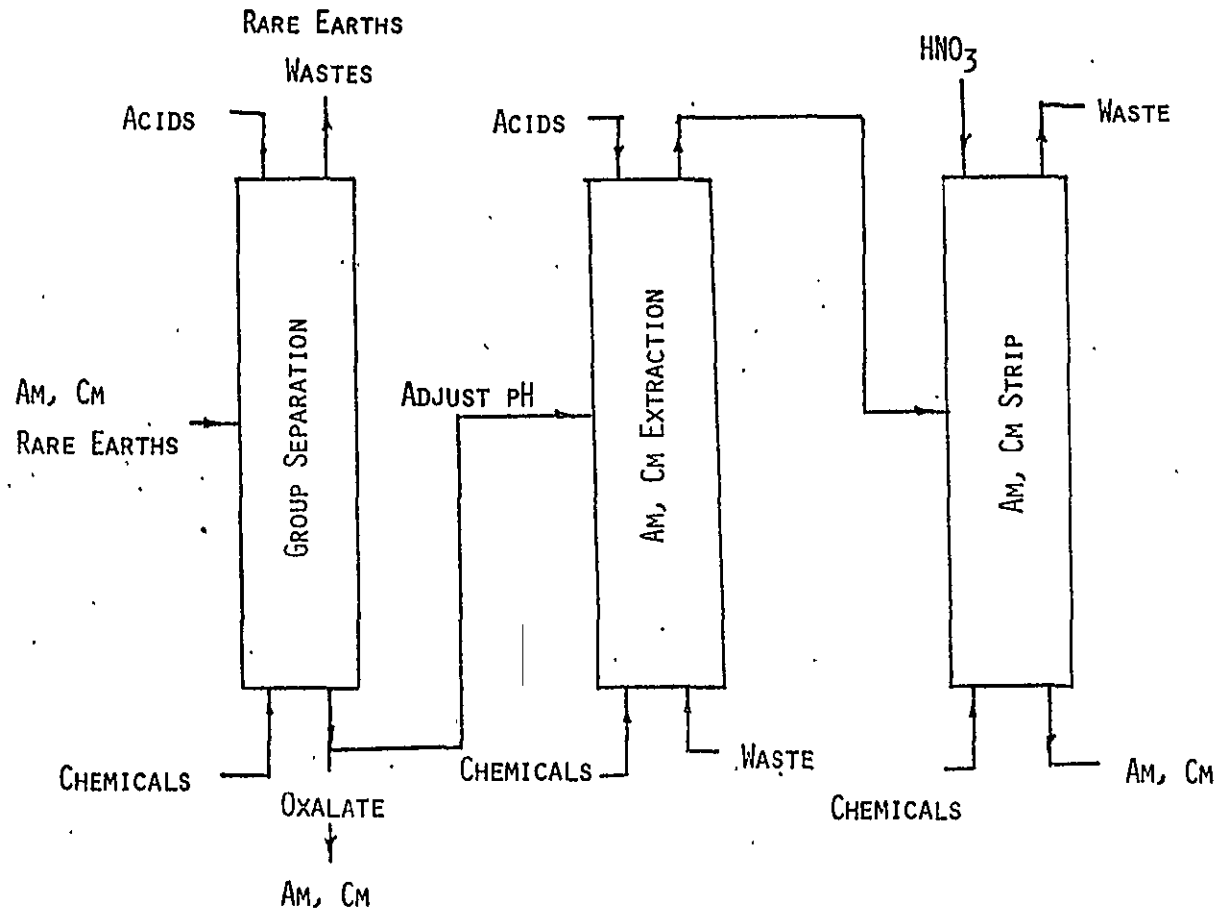 RARE EARTHS
WASTES
ACIDS
AM, CM
RARE EARTHS
GROUP SEPARATION
CHEMICALS
OXALATE
AM, CM
ADJUST PH
ACIDS
AM, CM EXTRACTION
CHEMICALS
WASTE
HNO3
WASTE
AM, CM STRIP
CHEMICALS
AM, CM